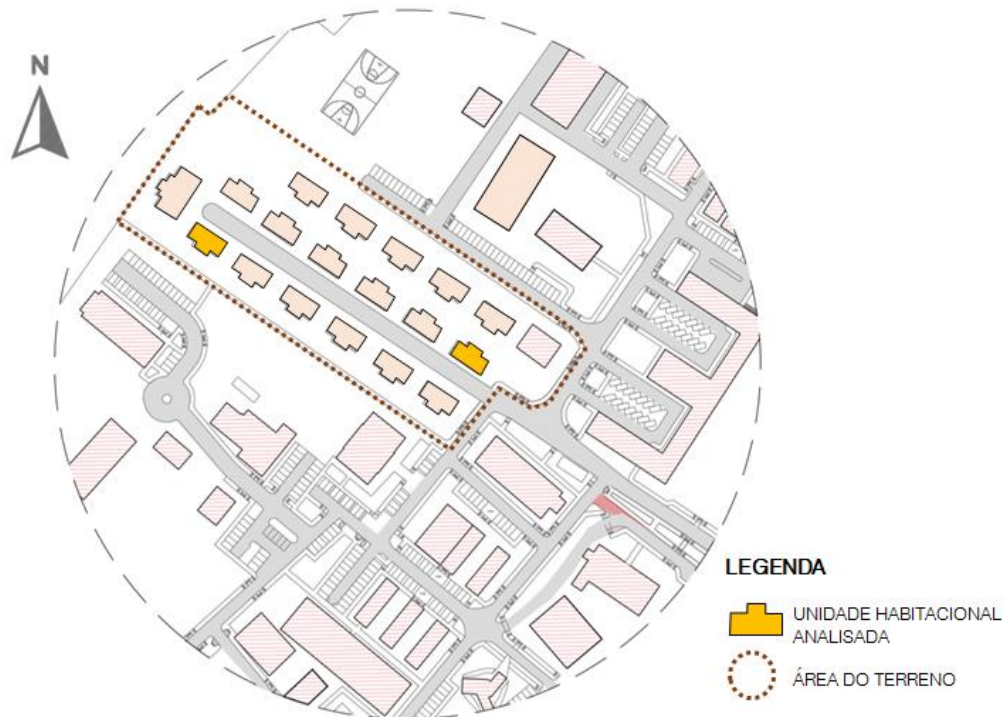 N
LEGENDA
UNIDADE HABITACIONAL
ANALISADA
ÁREA DO TERRENO